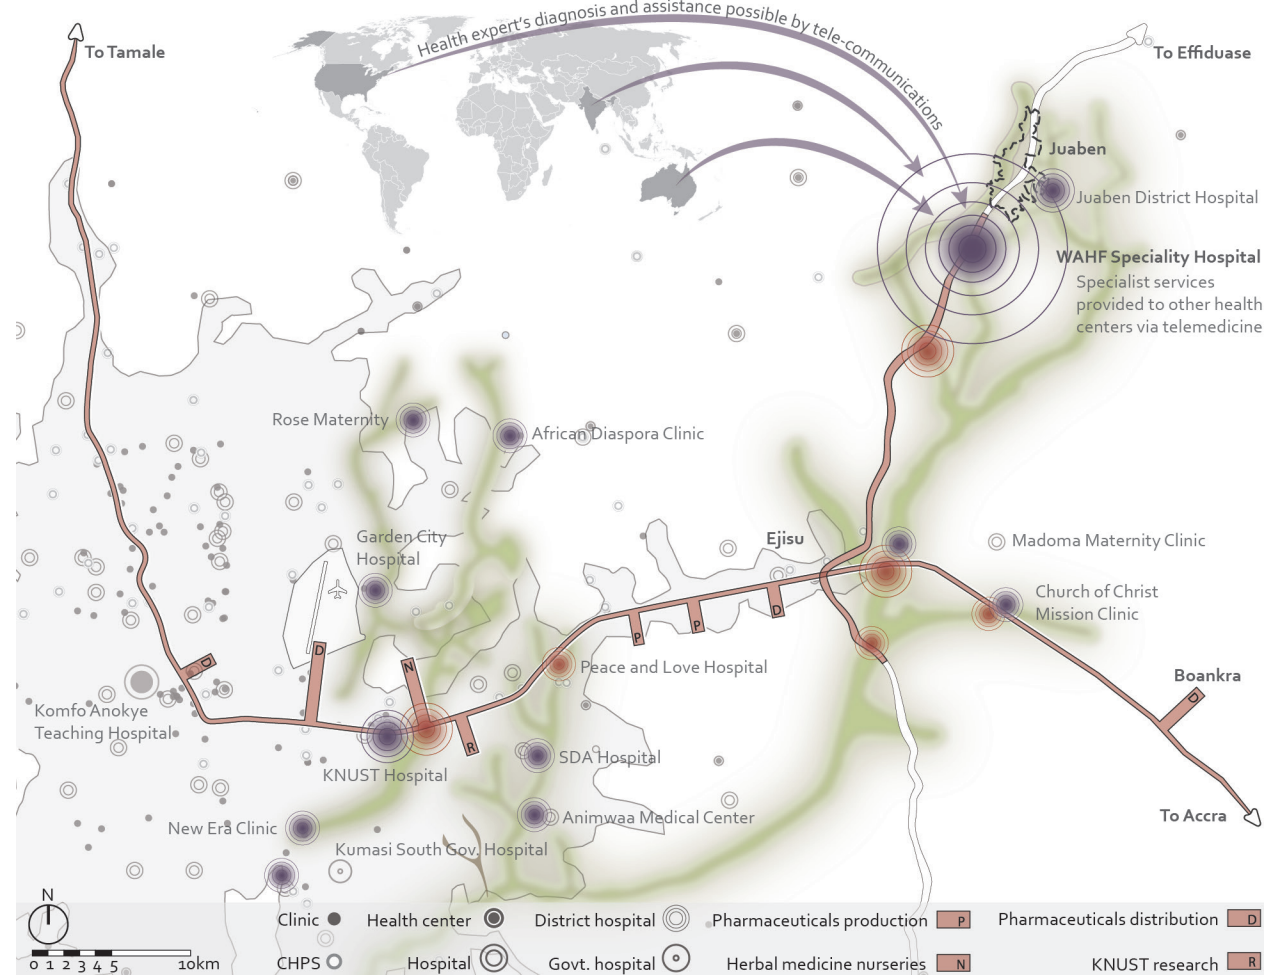 Health expert's diagnosis and assistance possible by tele-communications
To Tamale
To Effiduase
Juaben
Juaben District Hospital
WAHF Speciality Hospital
Specialist services
provided to other health
centers via telemedicine
Rose Maternity
African Diaspora Clinic
Garden City
Hospital
Ejisu
Madoma Maternity Clinic
Church of Christ
Mission Clinic
P
P
D
D
D
N
R
Peace and Love Hospital
Boankra
D
Komfo Anokye
Teaching Hospital
KNUST Hospital
SDA Hospital
To Accra
Animwaa Medical Center
New Era Clinic
Kumasi South Gov. Hospital
N
0 1 2 3 4 5 10km
Clinic
Health center
District hospital
Pharmaceuticals production P
Pharmaceuticals distribution D
CHPS
Hospital
Govt. hospital
Herbal medicine nurseries N
KNUST research R